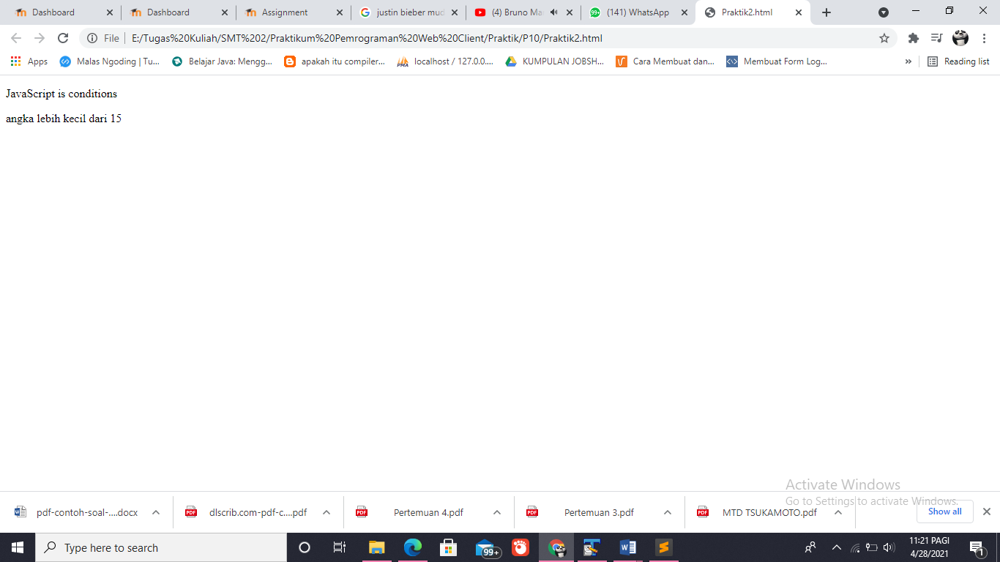 Dashboard
Dashboard
Assignment
justin bieber mud
(4) Bruno Ma
(141) WhatsApp
Praktik2.html
File
E:/Tugas%20Kuliah/SMT%202/Praktikum%20Pemrograman%20Web%20Client/Praktik/P10/Praktik2.html
Apps
Malas Ngoding | Tu...
Belajar Java: Mengg...
apakah itu compiler...
localhost / 127.0.0....
KUMPULAN JOBSH...
Cara Membuat dan...
Membuat Form Log...
»
Reading list
JavaScript is conditions
angka lebih kecil dari 15
Activate Windows
Go to Settings to activate Windows.
pdf-contoh-soal-....docx
dlscrib.com-pdf-c....pdf
Pertemuan 4.pdf
Pertemuan 3.pdf
MTD TSUKAMOTO.pdf
Show all
Type here to search
99+
11:21 PAGI
4/28/2021
1